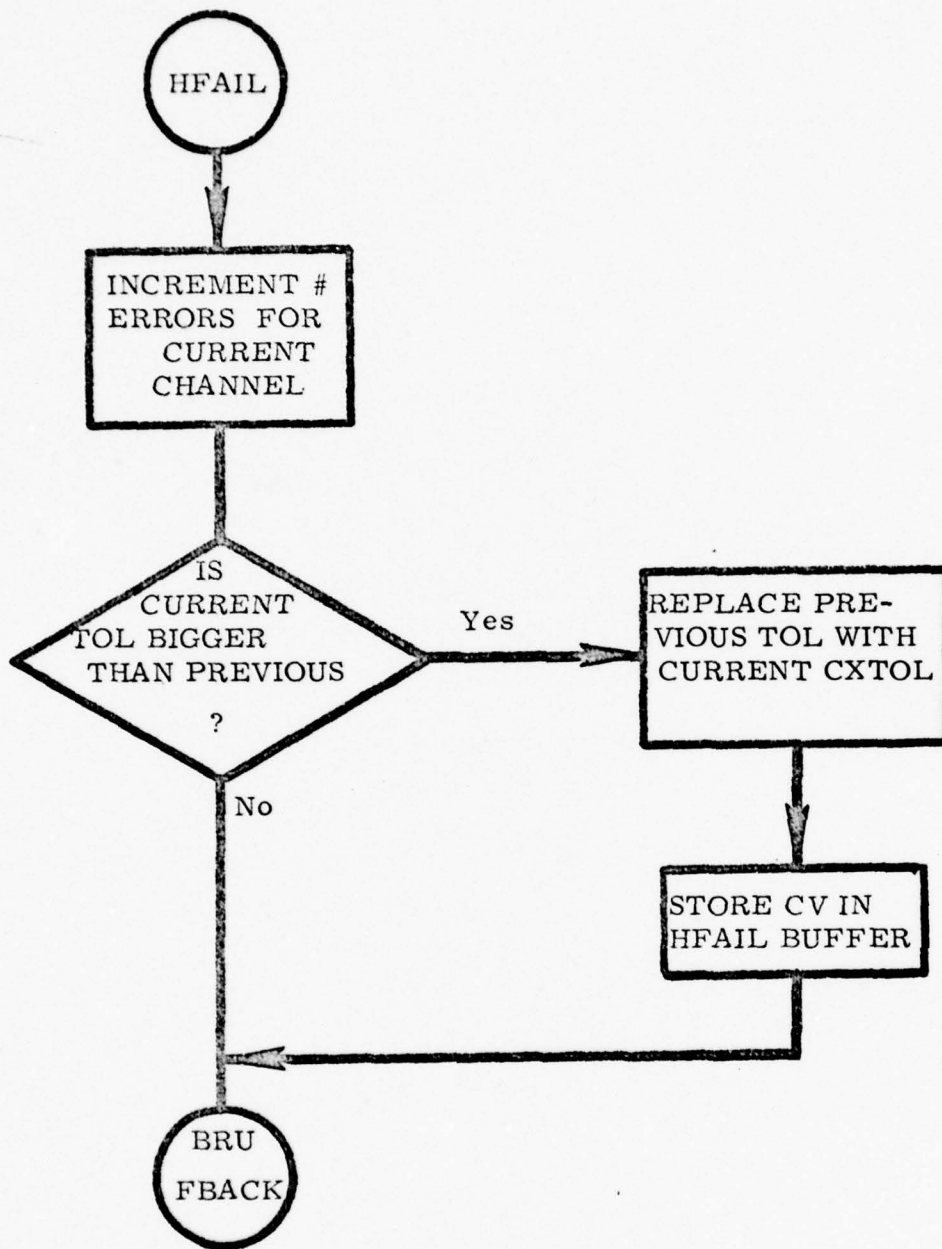 HFAIL
INCREMENT #
ERRORS FOR
CURRENT
CHANNEL
IS
CURRENT
TOL BIGGER
THAN PREVIOUS
?
Yes
REPLACE PRE-
VIOUS TOL WITH
CURRENT CXTOL
No
STORE CV IN
HFAIL BUFFER
BRU
FBACK